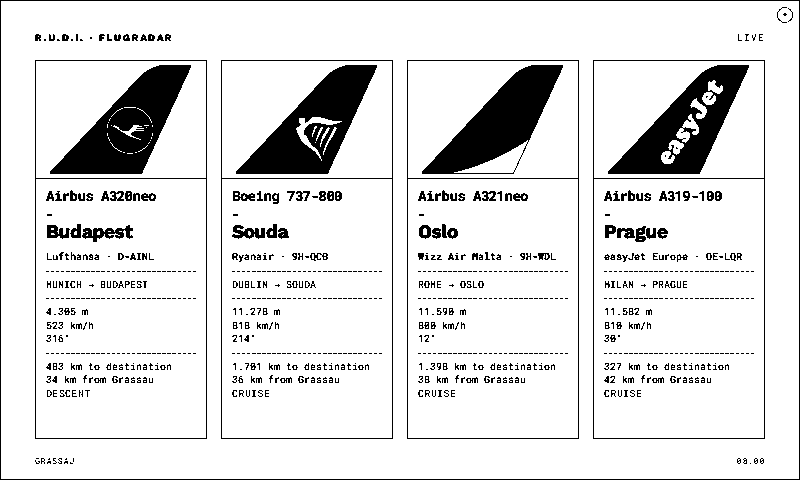 R.U.D.I. · FLUGRADAR
LIVE
Airbus A320neo
-
Budapest
Lufthansa · D-AINL
MUNICH → BUDAPEST
4.305 m
523 km/h
316°
483 km to destination
34 km from Grassau
DESCENT
Boeing 737-800
-
Souda
Ryanair · 9H-QCB
DUBLIN → SOUDA
11.278 m
818 km/h
214°
1.701 km to destination
36 km from Grassau
CRUISE
Airbus A321neo
-
Oslo
Wizz Air Malta · 9H-WDL
ROME → OSLO
11.590 m
800 km/h
12°
1.398 km to destination
38 km from Grassau
CRUISE
easyJet
Airbus A319-100
-
Prague
easyJet Europe · OE-LQR
MILAN → PRAGUE
11.582 m
810 km/h
30°
327 km to destination
42 km from Grassau
CRUISE
GRASSAU
08.00